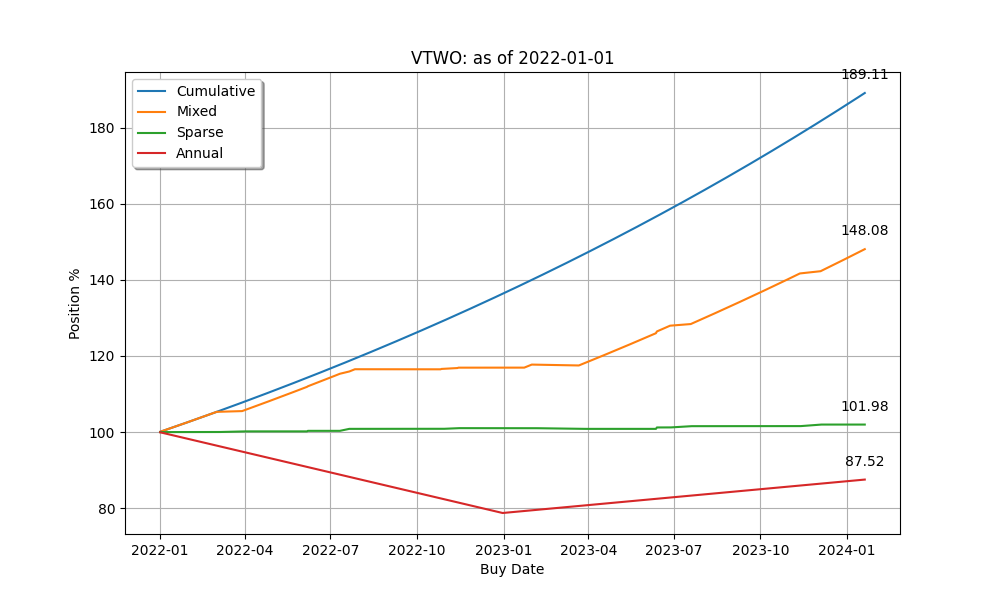 VTWO: as of 2022-01-01
189.11
Cumulative
Mixed
Sparse
Annual
180
160
148.08
140
120
101.98
100
87.52
80
Position %
2022-01 2022-04 2022-07 2022-10 2023-01 2023-04 2023-07 2023-10 2024-01
Buy Date